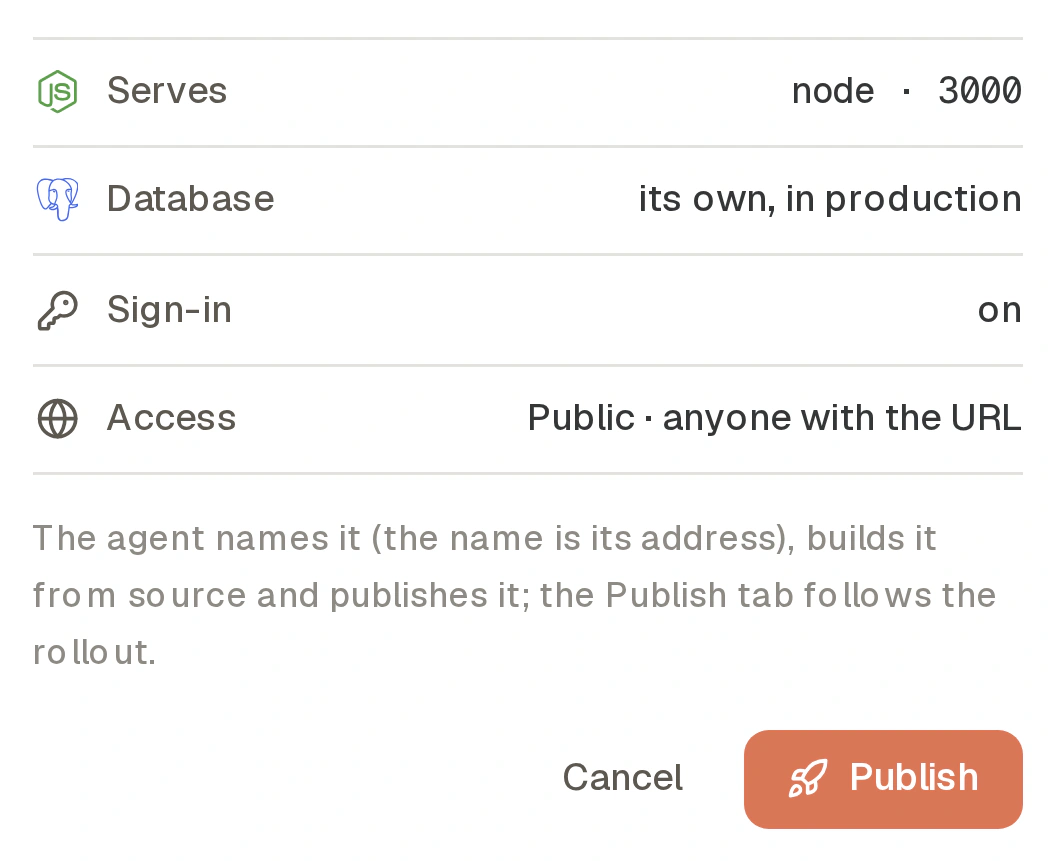 JS Serves node · 3000
Database its own, in production
Sign-in on
Access Public · anyone with the URL
The agent names it (the name is its address), builds it
from source and publishes it; the Publish tab follows the
rollout.
Cancel Publish